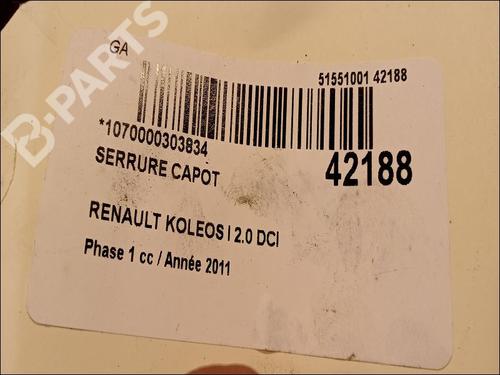 GA
51551001 42188
*1070000303834
SERRURE CAPOT
42188
RENAULT KOLEOS I 2.0 DCI
Phase 1 cc / Année 2011
B-PARTS